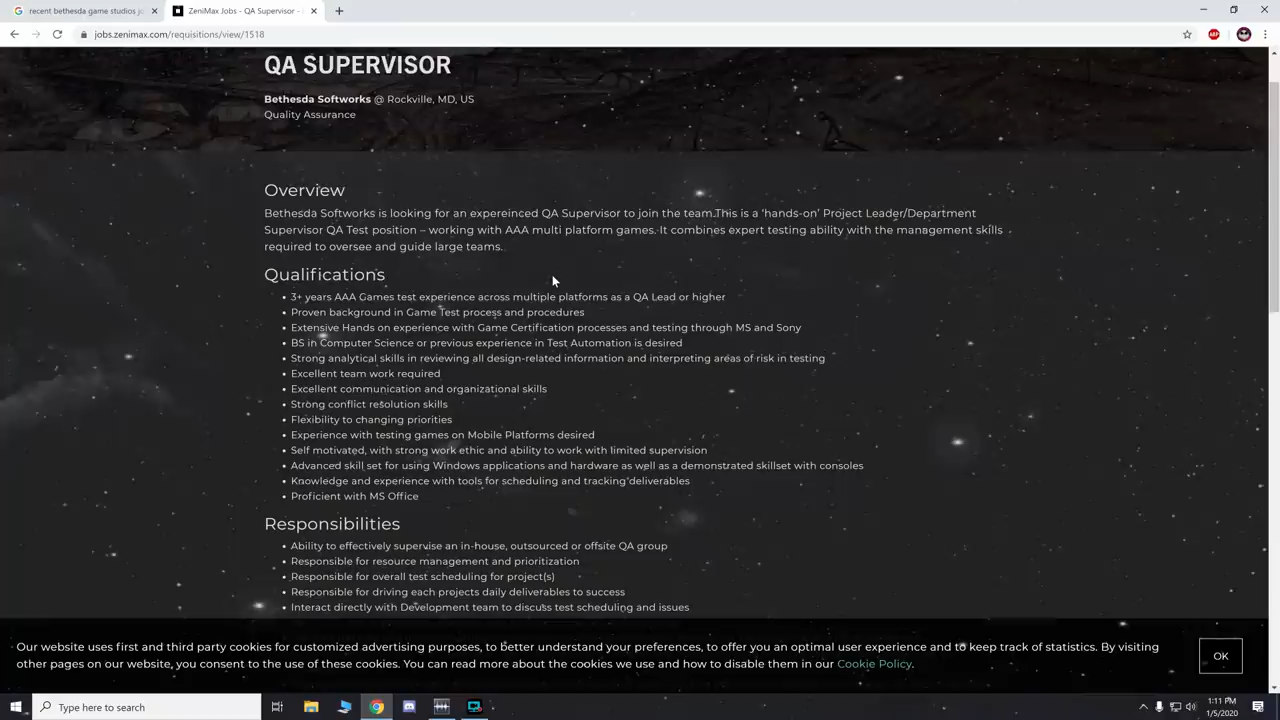 recent bethesda game studios jo
ZeniMax Jobs - QA Supervisor -
jobs.zenimax.com/requisitions/view/1518
ABP
QA SUPERVISOR
Bethesda Softworks @ Rockville, MD, US
Quality Assurance
Overview
Bethesda Softworks is looking for an expereinced QA Supervisor to join the team.This is a ‘hands-on’ Project Leader/Department
Supervisor QA Test position – working with AAA multi platform games. It combines expert testing ability with the management skills
required to oversee and guide large teams.
Qualifications
• 3+ years AAA Games test experience across multiple platforms as a QA Lead or higher
• Proven background in Game Test process and procedures
• Extensive Hands on experience with Game Certification processes and testing through MS and Sony
• BS in Computer Science or previous experience in Test Automation is desired
• Strong analytical skills in reviewing all design-related information and interpreting areas of risk in testing
• Excellent team work required
• Excellent communication and organizational skills
• Strong conflict resolution skills
• Flexibility to changing priorities
• Experience with testing games on Mobile Platforms desired
• Self motivated, with strong work ethic and ability to work with limited supervision
• Advanced skill set for using Windows applications and hardware as well as a demonstrated skillset with consoles
• Knowledge and experience with tools for scheduling and tracking deliverables
• Proficient with MS Office
Responsibilities
• Ability to effectively supervise an in-house, outsourced or offsite QA group
• Responsible for resource management and prioritization
• Responsible for overall test scheduling for project(s)
• Responsible for driving each projects daily deliverables to success
• Interact directly with Development team to discuss test scheduling and issues
Our website uses first and third party cookies for customized advertising purposes, to better understand your preferences, to offer you an optimal user experience and to keep track of statistics. By visiting
other pages on our website, you consent to the use of these cookies. You can read more about the cookies we use and how to disable them in our Cookie Policy.
OK
Type here to search
1:11 PM
1/5/2020